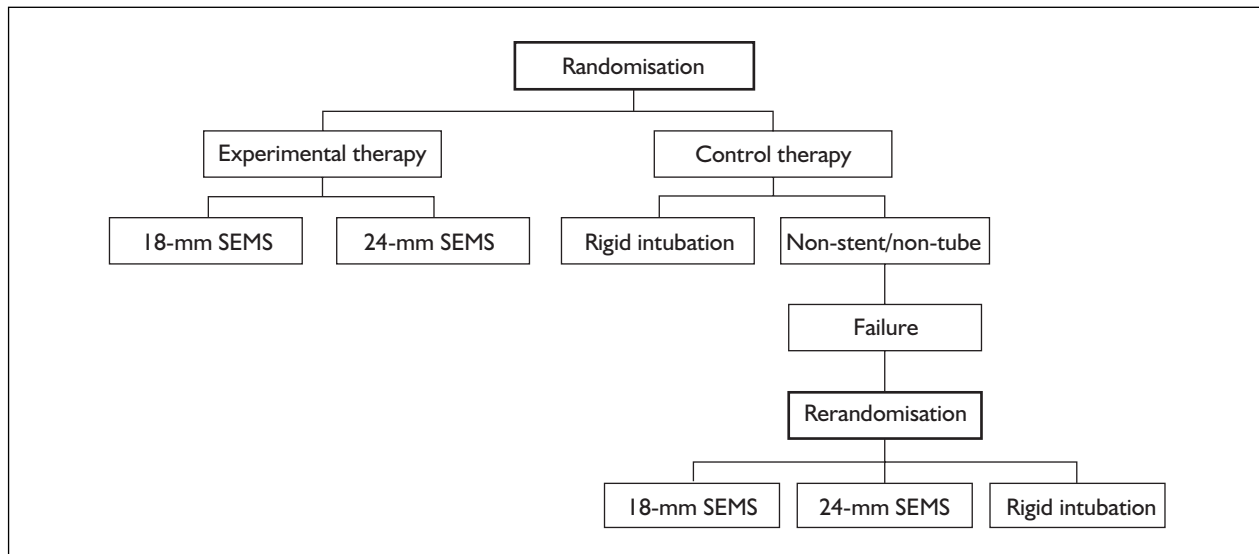 Randomisation
Experimental therapy
Control therapy
18-mm SEMS
24-mm SEMS
Rigid intubation
Non-stent/non-tube
Failure
Rerandomisation
18-mm SEMS
24-mm SEMS
Rigid intubation